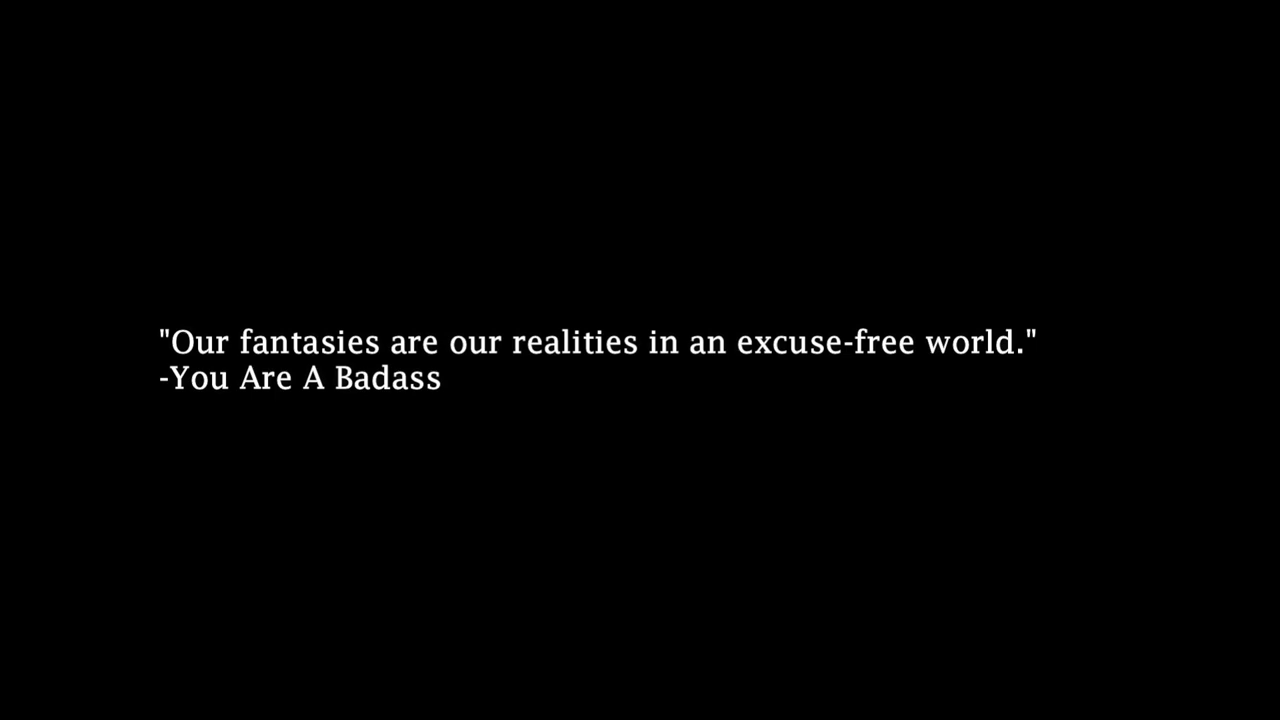 "Our fantasies are our realities in an excuse-free world."
-You Are A Badass